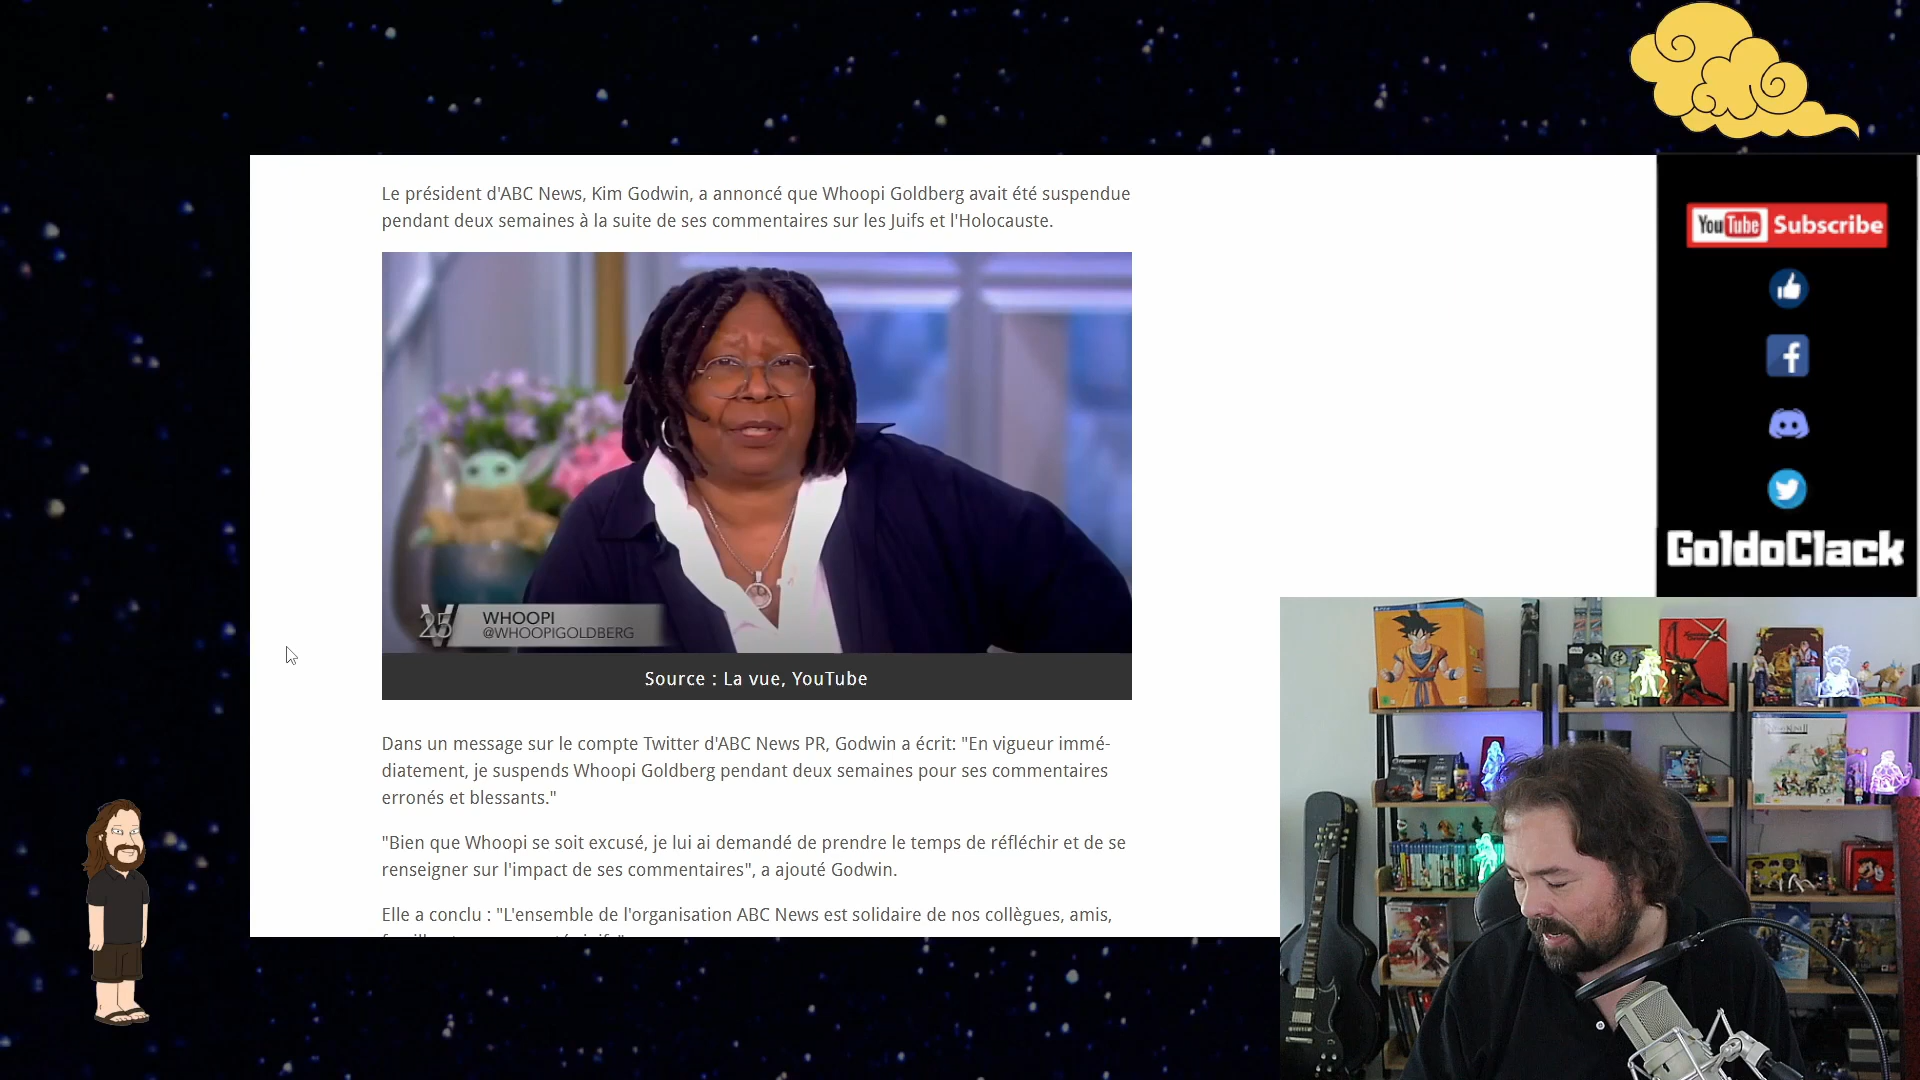 Le président d'ABC News, Kim Godwin, a annoncé que Whoopi Goldberg avait été suspendue
pendant deux semaines à la suite de ses commentaires sur les Juifs et l'Holocauste.
YouTube Subscribe
GoldoClack
25
WHOOPI
@WHOOPIGOLDBERG
Source : La vue, YouTube
Dans un message sur le compte Twitter d'ABC News PR, Godwin a écrit: "En vigueur immé-
diatement, je suspends Whoopi Goldberg pendant deux semaines pour ses commentaires
erronés et blessants."
"Bien que Whoopi se soit excusé, je lui ai demandé de prendre le temps de réfléchir et de se
renseigner sur l'impact de ses commentaires", a ajouté Godwin.
Elle a conclu : "L'ensemble de l'organisation ABC News est solidaire de nos collègues, amis,